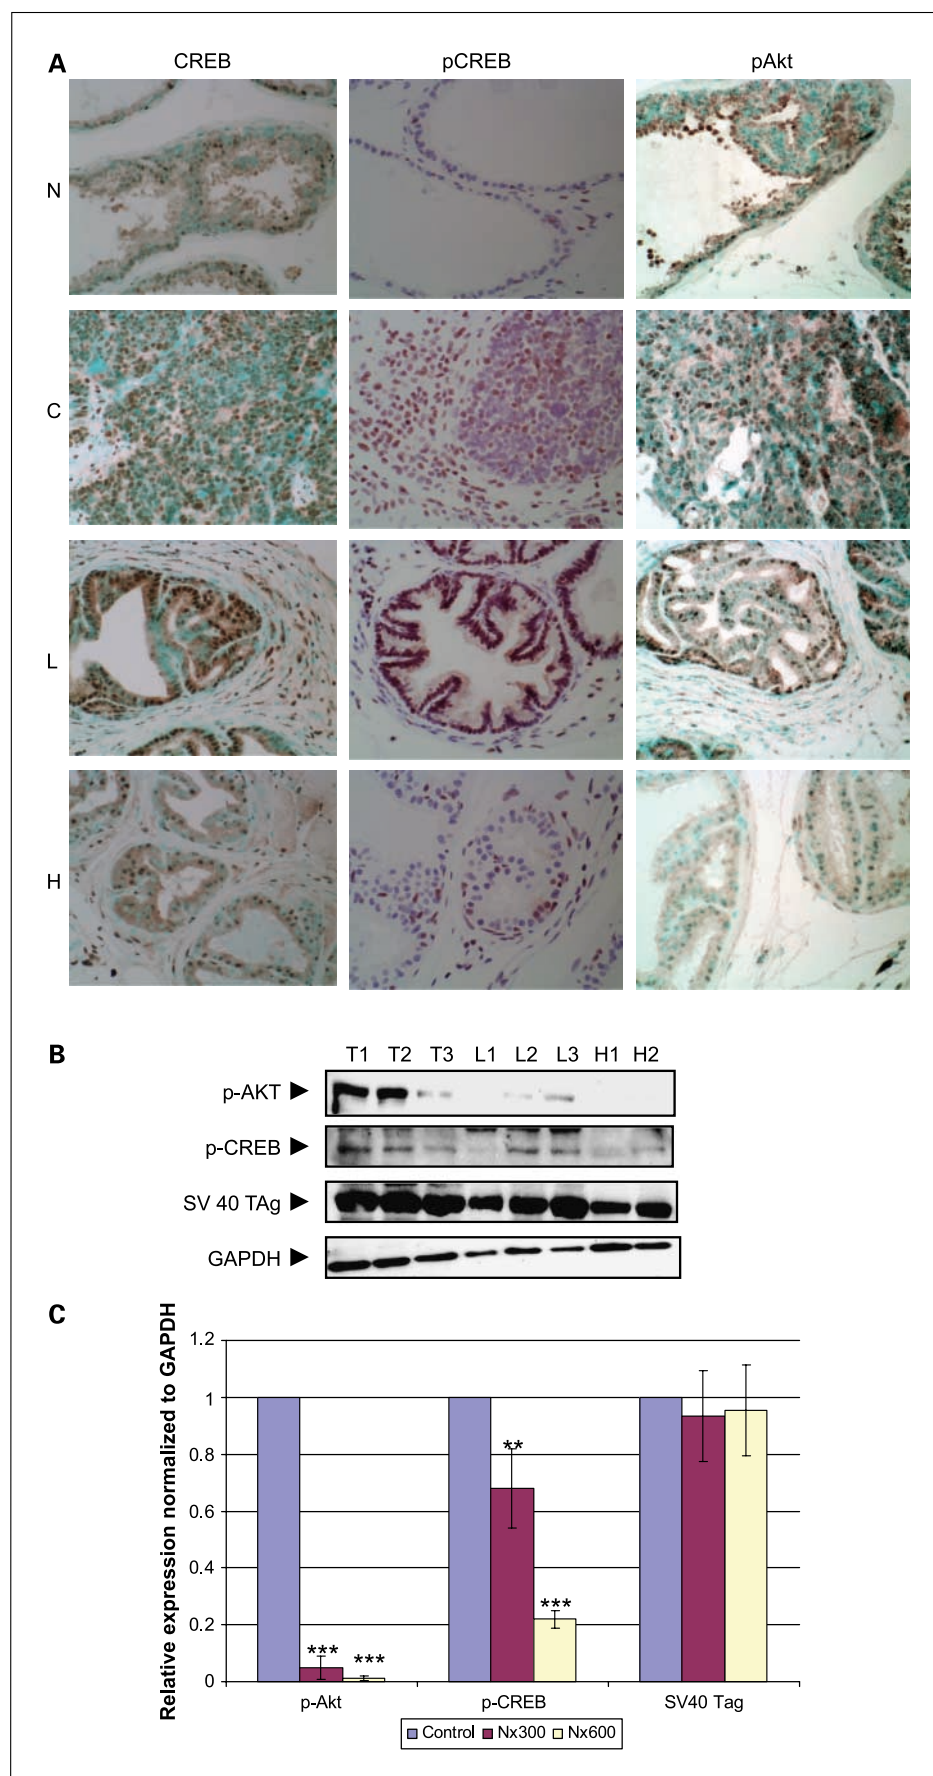 A
CREB pCREB pAkt
N
C
L
H
B
T1 T2 T3 L1 L2 L3 H1 H2
p-AKT
p-CREB
SV 40 TAg
GAPDH
C
Relative expression normalized to GAPDH
1.2
1
0.8
0.6
0.4
0.2
0
**
***
*** ***
p-Akt p-CREB SV40 Tag
Control Nx300 Nx600